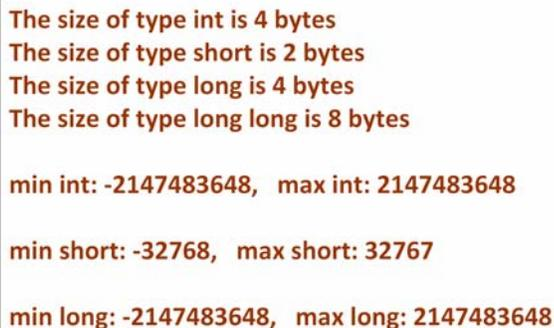 The size of type int is 4 bytes
The size of type short is 2 bytes
The size of type long is 4 bytes
The size of type long long is 8 bytes
min int: -2147483648, max int: 2147483648
min short: -32768, max short: 32767
min long: -2147483648, max long: 2147483648